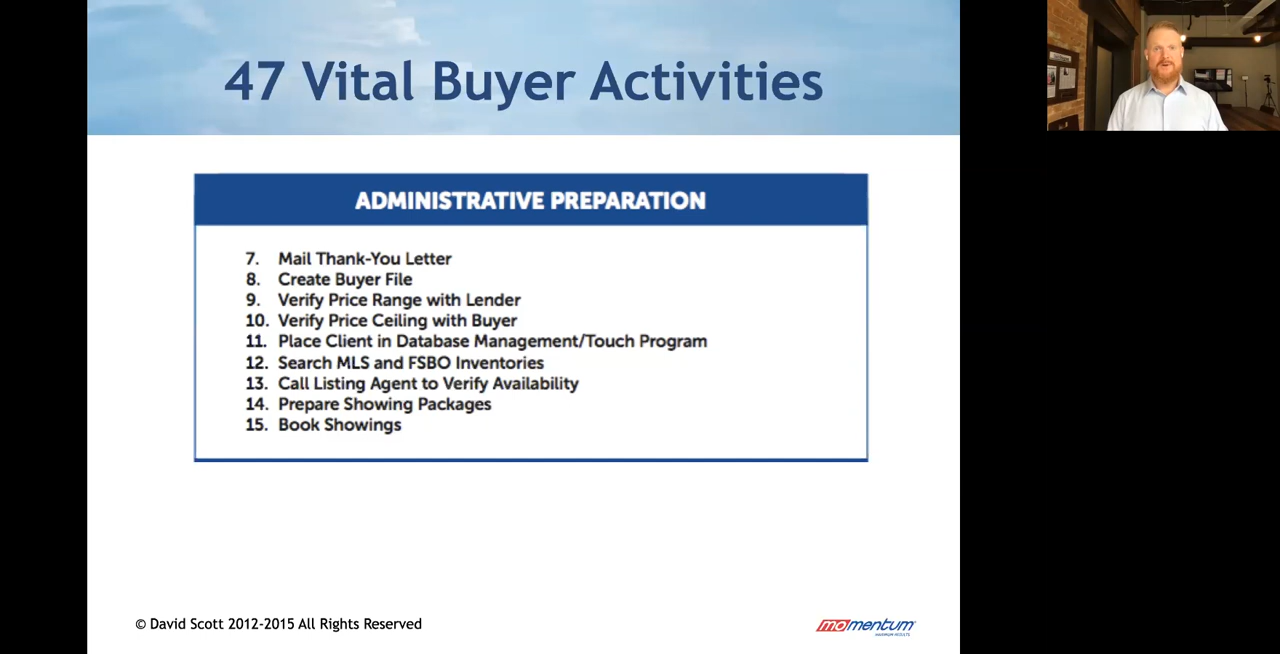 47 Vital Buyer Activities
ADMINISTRATIVE PREPARATION
7. Mail Thank-You Letter
8. Create Buyer File
9. Verify Price Range with Lender
10. Verify Price Ceiling with Buyer
11. Place Client in Database Management/Touch Program
12. Search MLS and FSBO Inventories
13. Call Listing Agent to Verify Availability
14. Prepare Showing Packages
15. Book Showings
© David Scott 2012-2015 All Rights Reserved
momentum